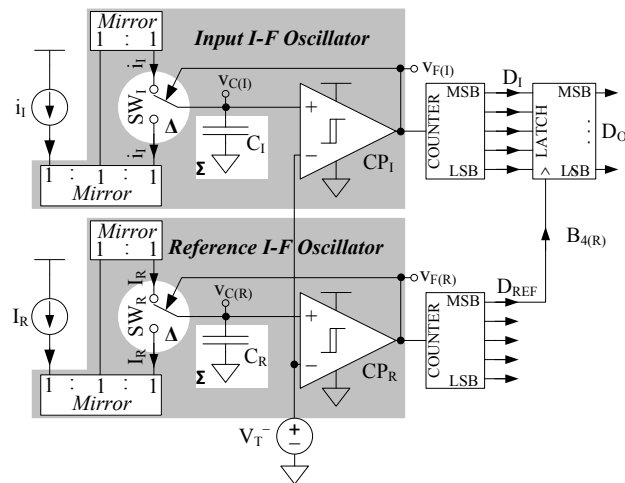 Mirror
1 : 1
Input I-F Oscillator
i_I
SW_I
Δ
i_I
i_I
v_C(I)
C_I
Σ
+
−
CP_I
v_F(I)
1 : 1 : 1
Mirror
COUNTER
MSB
LSB
D_I
LATCH
MSB
LSB
D_O
>
B_4(R)
Mirror
1 : 1
Reference I-F Oscillator
I_R
SW_R
Δ
I_R
I_R
v_C(R)
C_R
Σ
+
−
CP_R
v_F(R)
1 : 1 : 1
Mirror
COUNTER
MSB
LSB
D_REF
V_T^−
+
−